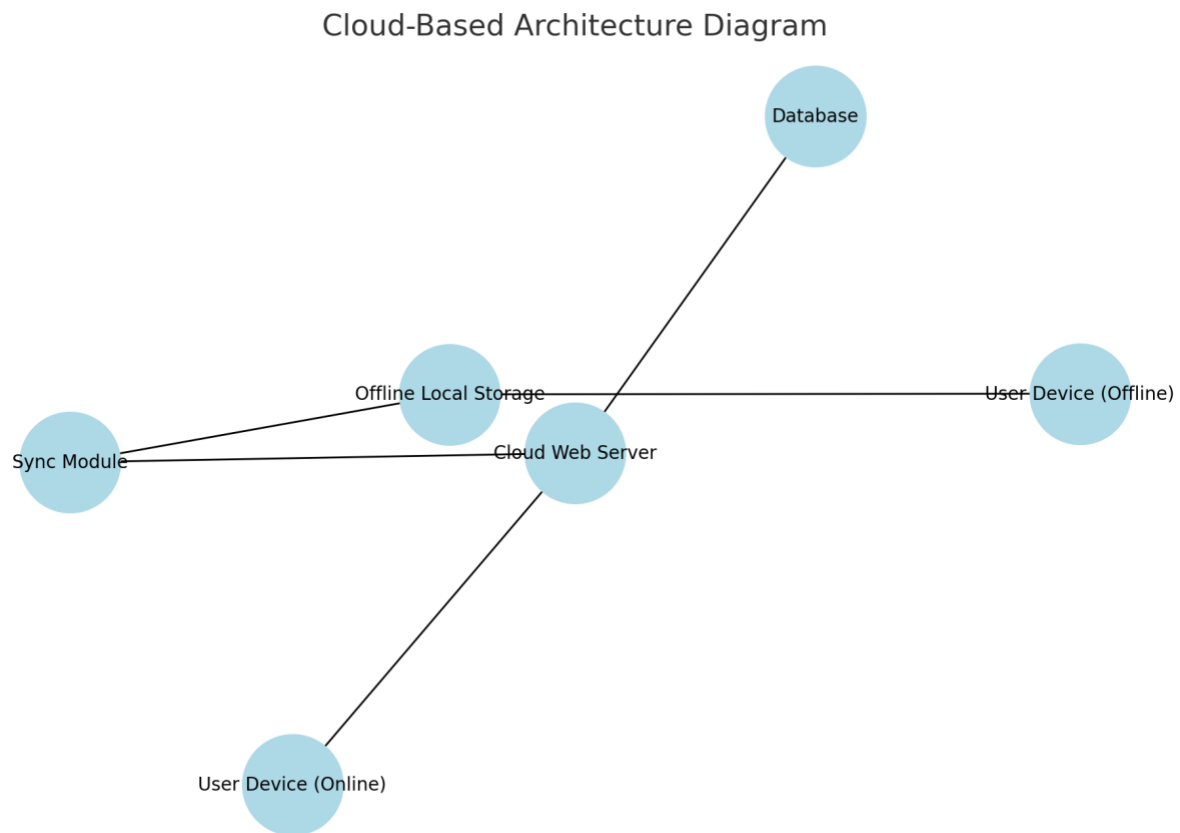 Cloud-Based Architecture Diagram
Database
Offline Local Storage
User Device (Offline)
Cloud Web Server
Sync Module
User Device (Online)